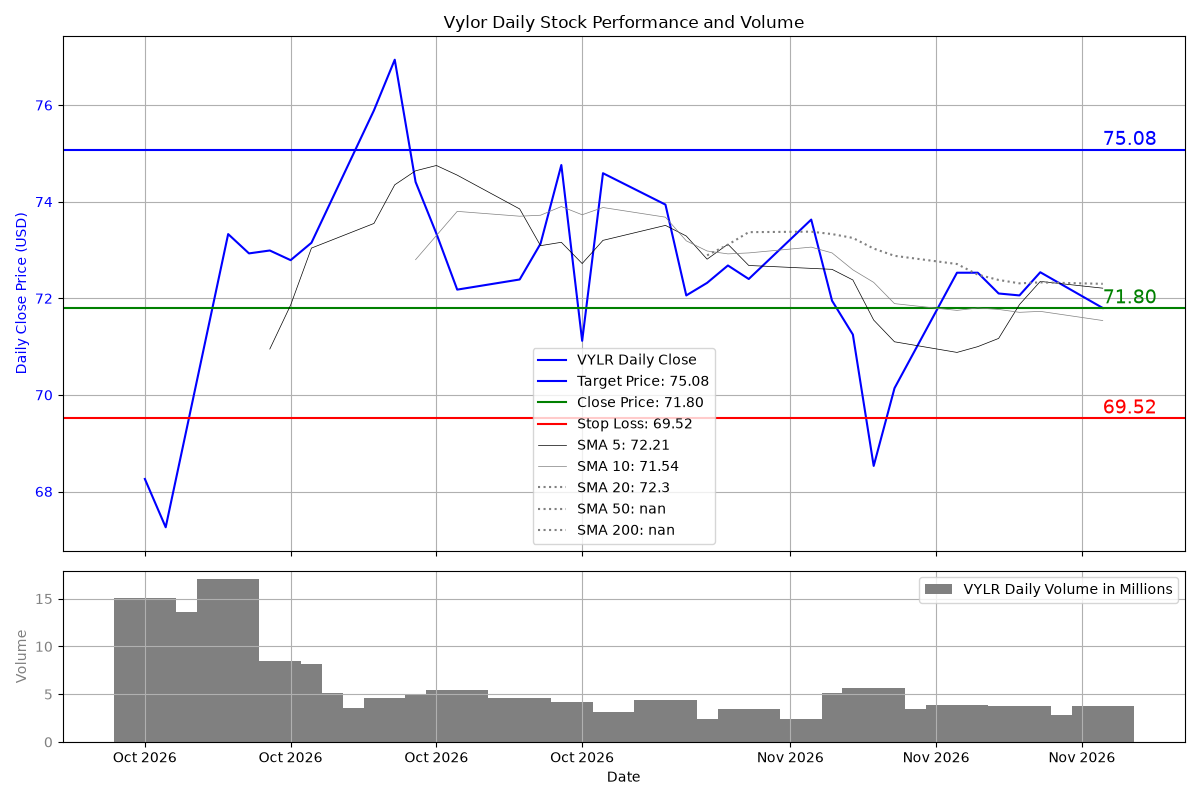 Vylor Daily Stock Performance and Volume
Daily Close Price (USD)
76
74
72
70
68
75.08
71.80
69.52
VYLR Daily Close
Target Price: 75.08
Close Price: 71.80
Stop Loss: 69.52
SMA 5: 72.21
SMA 10: 71.54
SMA 20: 72.3
SMA 50: nan
SMA 200: nan
Volume
15
10
5
0
VYLR Daily Volume in Millions
Oct 2026
Oct 2026
Oct 2026
Oct 2026
Nov 2026
Nov 2026
Nov 2026
Date